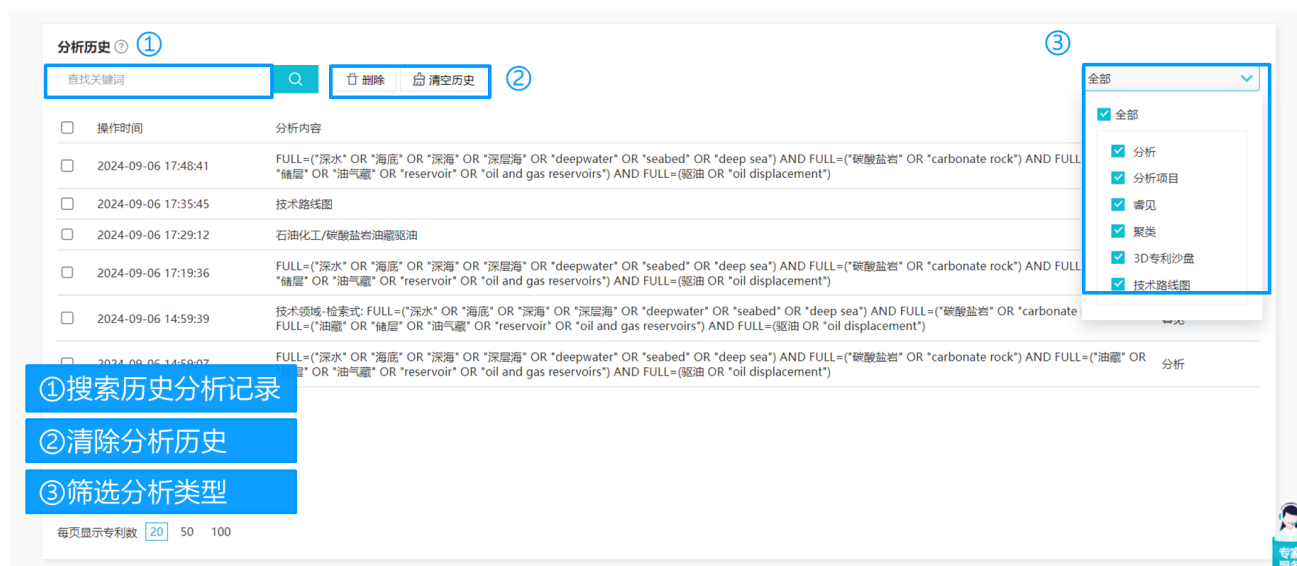 分析历史 ? ①
③
查找关键词
删除 清空历史 ②
全部
全部
操作时间 分析内容
分析
2024-09-06 17:48:41
FULL=("深水" OR "海底" OR "深海" OR "深层海" OR "deepwater" OR "seabed" OR "deep sea") AND FULL=("碳酸盐岩" OR "carbonate rock") AND FULL
"储层" OR "油气藏" OR "reservoir" OR "oil and gas reservoirs") AND FULL=(驱油 OR "oil displacement")
分析项目
2024-09-06 17:35:45 技术路线图
睿见
2024-09-06 17:29:12 石油化工/碳酸盐岩油藏驱油
聚类
3D专利沙盘
2024-09-06 17:19:36
FULL=("深水" OR "海底" OR "深海" OR "深层海" OR "deepwater" OR "seabed" OR "deep sea") AND FULL=("碳酸盐岩" OR "carbonate rock") AND FULL
"储层" OR "油气藏" OR "reservoir" OR "oil and gas reservoirs") AND FULL=(驱油 OR "oil displacement")
技术路线图
2024-09-06 14:59:39
技术领域-检索式: FULL=("深水" OR "海底" OR "深海" OR "深层海" OR "deepwater" OR "seabed" OR "deep sea") AND FULL=("碳酸盐岩" OR "carbonate
FULL=("油藏" OR "储层" OR "油气藏" OR "reservoir" OR "oil and gas reservoirs") AND FULL=(驱油 OR "oil displacement")
2024-09-06 14:59:07
FULL=("深水" OR "海底" OR "深海" OR "深层海" OR "deepwater" OR "seabed" OR "deep sea") AND FULL=("碳酸盐岩" OR "carbonate rock") AND FULL=("油藏" OR
层" OR "油气藏" OR "reservoir" OR "oil and gas reservoirs") AND FULL=(驱油 OR "oil displacement")
分析
①搜索历史分析记录
②清除分析历史
③筛选分析类型
每页显示专利数 20 50 100